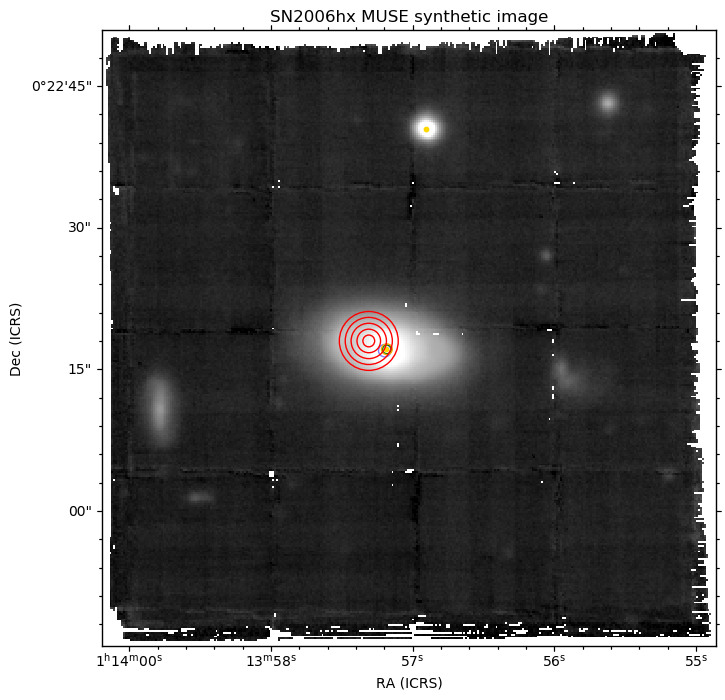 SN2006hx MUSE synthetic image
0°22'45"
30"
15"
00"
Dec (ICRS)
1ʰ14ᵐ00ˢ
13ᵐ58ˢ
57ˢ
56ˢ
55ˢ
RA (ICRS)